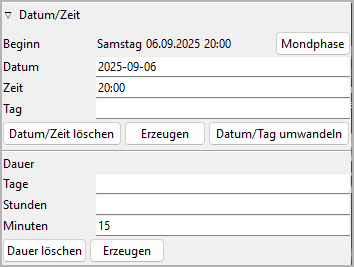 Datum/Zeit
Beginn Samstag 06.09.2025 20:00 Mondphase
Datum 2025-09-06
Zeit 20:00
Tag
Datum/Zeit löschen Erzeugen Datum/Tag umwandeln
Dauer
Tage
Stunden
Minuten 15
Dauer löschen Erzeugen